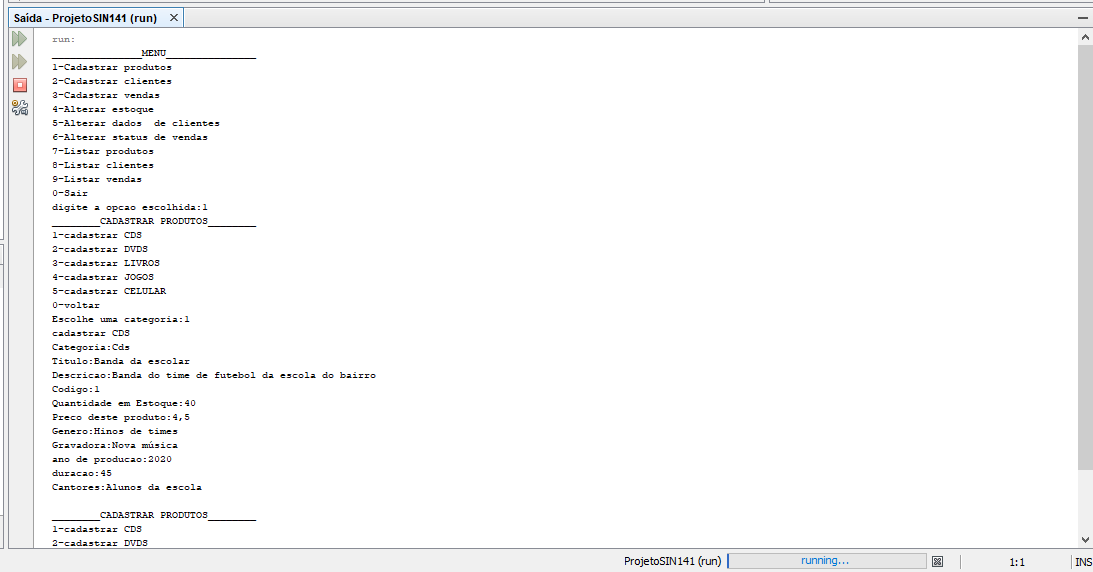 Saída - ProjetoSIN141 (run) ×
run:
_______________MENU_______________
1-Cadastrar produtos
2-Cadastrar clientes
3-Cadastrar vendas
4-Alterar estoque
5-Alterar dados  de clientes
6-Alterar status de vendas
7-Listar produtos
8-Listar clientes
9-Listar vendas
0-Sair
digite a opcao escolhida:1
________CADASTRAR PRODUTOS________
1-cadastrar CDS
2-cadastrar DVDS
3-cadastrar LIVROS
4-cadastrar JOGOS
5-cadastrar CELULAR
0-voltar
Escolhe uma categoria:1
cadastrar CDS
Categoria:Cds
Titulo:Banda da escolar
Descricao:Banda do time de futebol da escola do bairro
Codigo:1
Quantidade em Estoque:40
Preco deste produto:4,5
Genero:Hinos de times
Gravadora:Nova música
ano de producao:2020
duracao:45
Cantores:Alunos da escola
________CADASTRAR PRODUTOS________
1-cadastrar CDS
2-cadastrar DVDS
ProjetoSIN141 (run) running... 1:1 INS